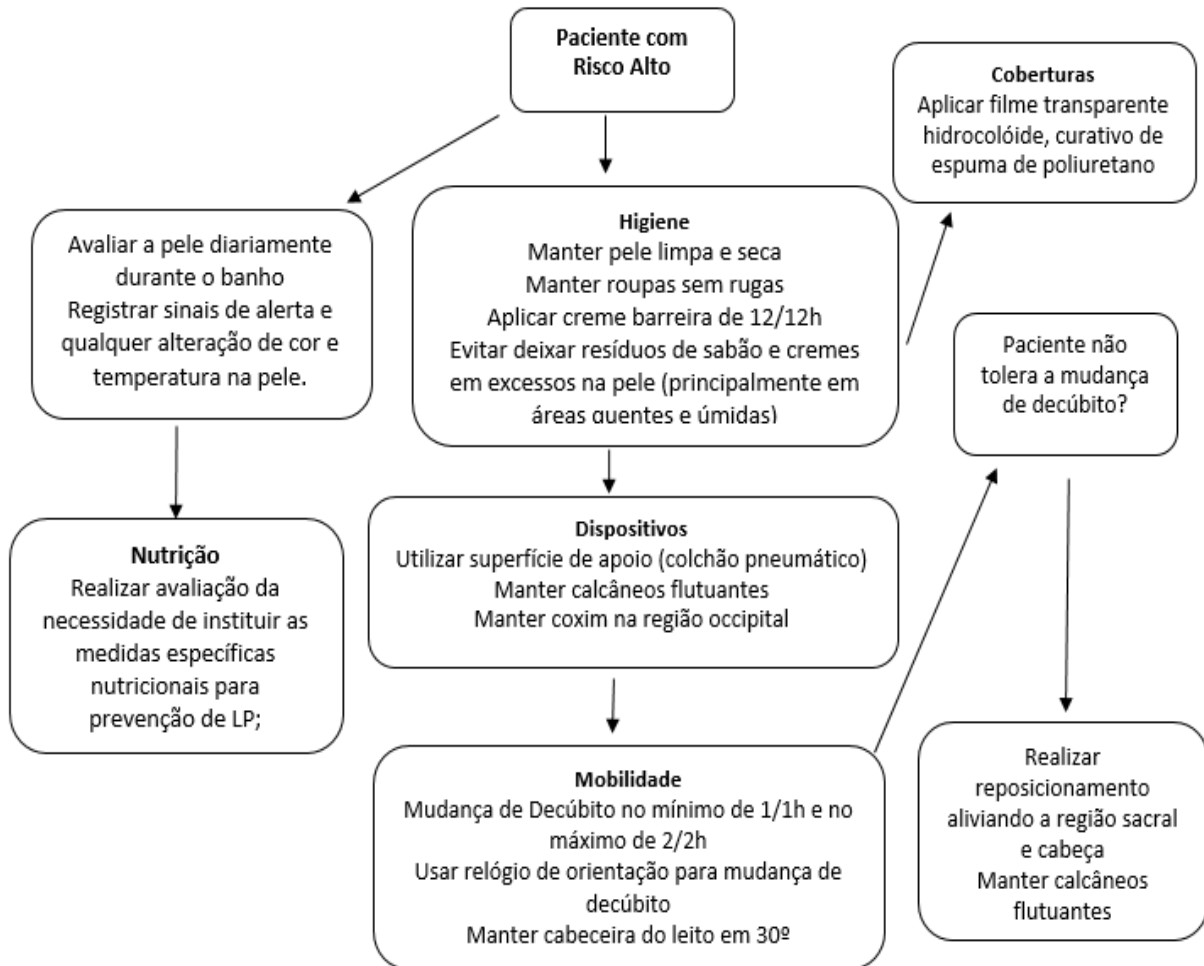 Paciente com
Risco Alto
Coberturas
Aplicar filme transparente
hidrocolóide, curativo de
espuma de poliuretano
Avaliar a pele diariamente
durante o banho
Registrar sinais de alerta e
qualquer alteração de cor e
temperatura na pele.
Higiene
Manter pele limpa e seca
Manter roupas sem rugas
Aplicar creme barreira de 12/12h
Evitar deixar resíduos de sabão e cremes
em excessos na pele (principalmente em
áreas quentes e úmidas)
Paciente não
tolera a mudança
de decúbito?
Nutrição
Realizar avaliação da
necessidade de instituir as
medidas específicas
nutricionais para
prevenção de LP;
Dispositivos
Utilizar superfície de apoio (colchão pneumático)
Manter calcâneos flutuantes
Manter coxim na região occipital
Mobilidade
Mudança de Decúbito no mínimo de 1/1h e no
máximo de 2/2h
Usar relógio de orientação para mudança de
decúbito
Manter cabeceira do leito em 30º
Realizar
reposicionamento
aliviando a região sacral
e cabeça
Manter calcâneos
flutuantes